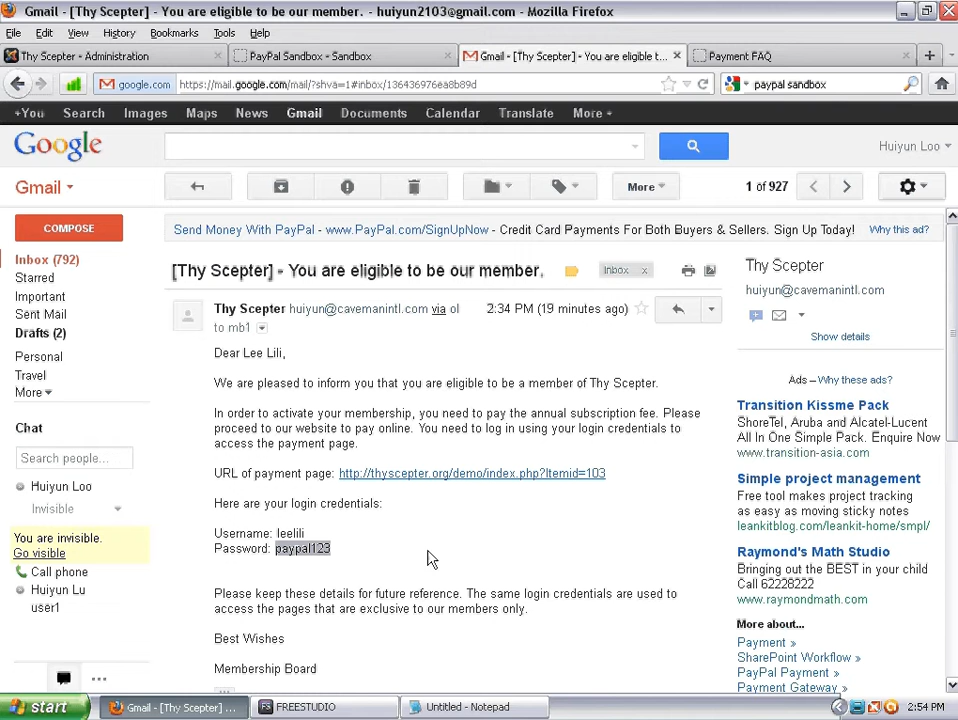 Gmail - [Thy Scepter] - You are eligible to be our member. - huiyun2103@gmail.com - Mozilla Firefox
File Edit View History Bookmarks Tools Help
Thy Scepter - Administration
PayPal Sandbox - Sandbox
Gmail - [Thy Scepter] - You are eligible t...
Payment FAQ
google.com https://mail.google.com/mail/?shva=1#inbox/136436976ea8b89d
paypal sandbox
+You Search Images Maps News Gmail Documents Calendar Translate More
Google
Huiyun Loo
Gmail
More
1 of 927
COMPOSE
Inbox (792)
Starred
Important
Sent Mail
Drafts (2)
Personal
Travel
More
Chat
Search people...
Huiyun Loo
Invisible
You are invisible.
Go visible
Call phone
Huiyun Lu
user1
Send Money With PayPal - www.PayPal.com/SignUpNow - Credit Card Payments For Both Buyers & Sellers. Sign Up Today! Why this ad?
[Thy Scepter] - You are eligible to be our member.
Inbox x
Thy Scepter huiyun@cavemanintl.com via ol 2:34 PM (19 minutes ago)
to mb1
Dear Lee Lili,
We are pleased to inform you that you are eligible to be a member of Thy Scepter.
In order to activate your membership, you need to pay the annual subscription fee. Please
proceed to our website to pay online. You need to log in using your login credentials to
access the payment page.
URL of payment page: http://thyscepter.org/demo/index.php?Itemid=103
Here are your login credentials:
Username: leelili
Password: paypal123
Please keep these details for future reference. The same login credentials are used to
access the pages that are exclusive to our members only.
Best Wishes
Membership Board
Thy Scepter
huiyun@cavemanintl.com
Show details
Ads – Why these ads?
Transition Kissme Pack
ShoreTel, Aruba and Alcatel-Lucent
All In One Simple Pack. Enquire Now
www.transition-asia.com
Simple project management
Free tool makes project tracking
as easy as moving sticky notes
leankitblog.com/leankit-home/smpl/
Raymond's Math Studio
Bringing out the BEST in your child
Call 62228222
www.raymondmath.com
More about...
Payment »
SharePoint Workflow »
PayPal Payment »
Payment Gateway »
start
Gmail - [Thy Scepter] ...
FS FREESTUDIO
Untitled - Notepad
2:54 PM